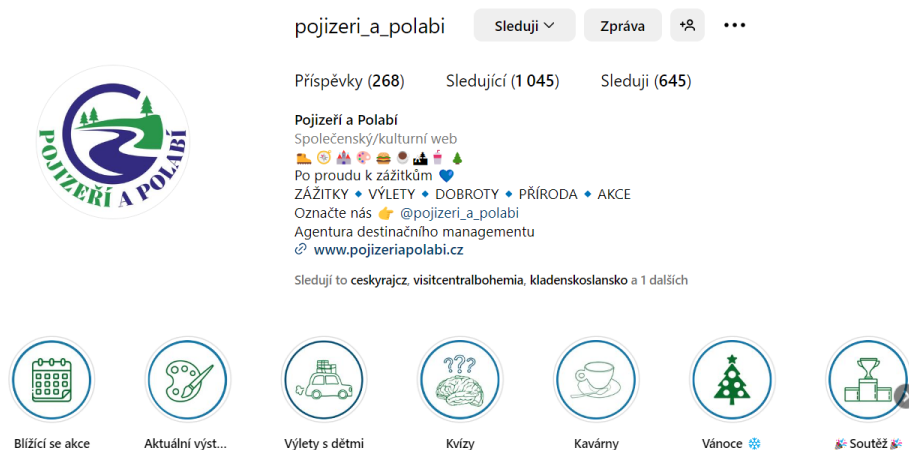 pojizeri_a_polabi
Sleduji
Zpráva
Příspěvky (268)
Sledující (1 045)
Sleduji (645)
POJIZEŘÍ A POLABÍ
Pojizeří a Polabí
Společenský/kulturní web
Po proudu k zážitkům 💙
ZÁŽITKY 🔹 VÝLETY 🔹 DOBROTY 🔹 PŘÍRODA 🔹 AKCE
Označte nás 👉 @pojizeri_a_polabi
Agentura destinačního managementu
www.pojizeriapolabi.cz
Sledují to ceskyrajcz, visitcentralbohemia, kladenskoslansko a 1 dalších
???
Blížící se akce
Aktuální výst...
Výlety s dětmi
Kvízy
Kavárny
Vánoce ❄️
🎉 Soutěž 🎉